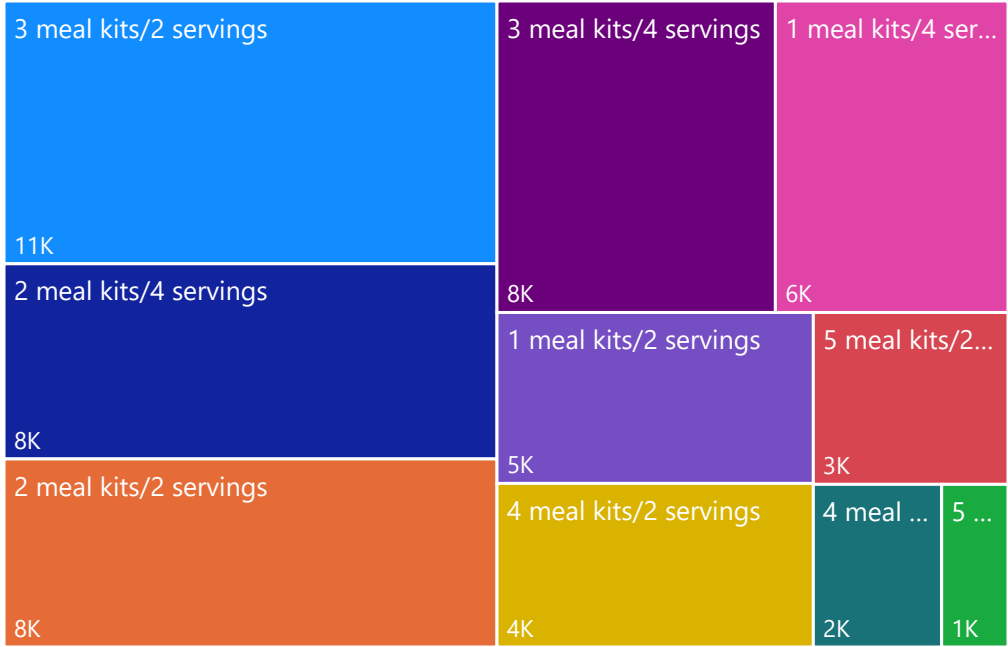 3 meal kits/2 servings
11K
2 meal kits/4 servings
8K
2 meal kits/2 servings
8K
3 meal kits/4 servings
8K
1 meal kits/4 ser...
6K
1 meal kits/2 servings
5K
5 meal kits/2...
3K
4 meal kits/2 servings
4K
4 meal ...
2K
5 ...
1K